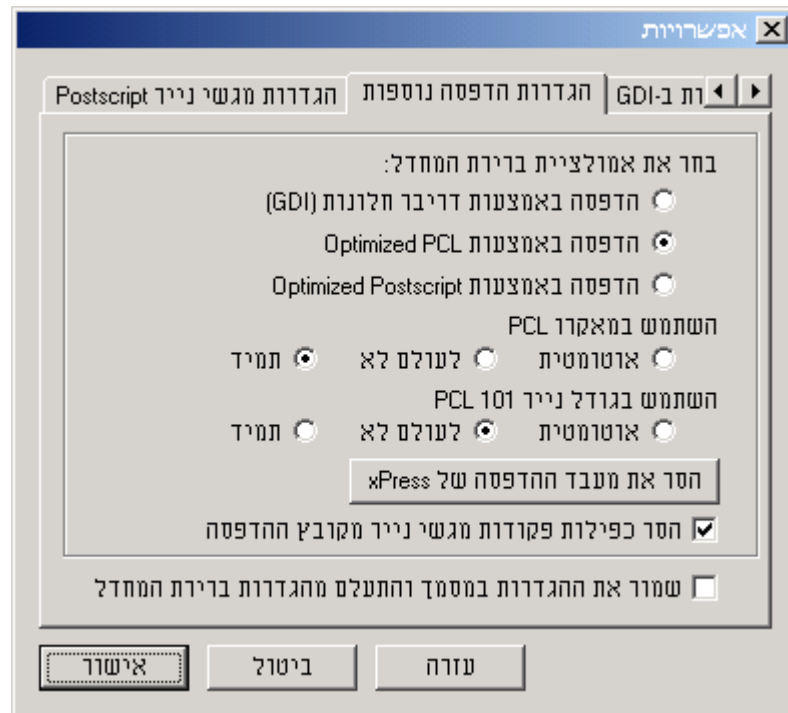 אפשרויות
ות ב-GDI הגדרות הדפסה נוספות הגדרות מגשי נייר Postscript
בחר את אמולציית ברירת המחדל:
הדפסה באמצעות דריבר חלונות (GDI)
הדפסה באמצעות Optimized PCL
הדפסה באמצעות Optimized Postscript
השתמש במאקרו PCL
אוטומטית לעולם לא תמיד
השתמש בגודל נייר PCL 101
אוטומטית לעולם לא תמיד
הסר את מעבד ההדפסה של xPress
הסר כפילות פקודות מגשי נייר מקובץ ההדפסה
שמור את ההגדרות במסמך והתעלם מהגדרות ברירת המחדל
עזרה ביטול אישור